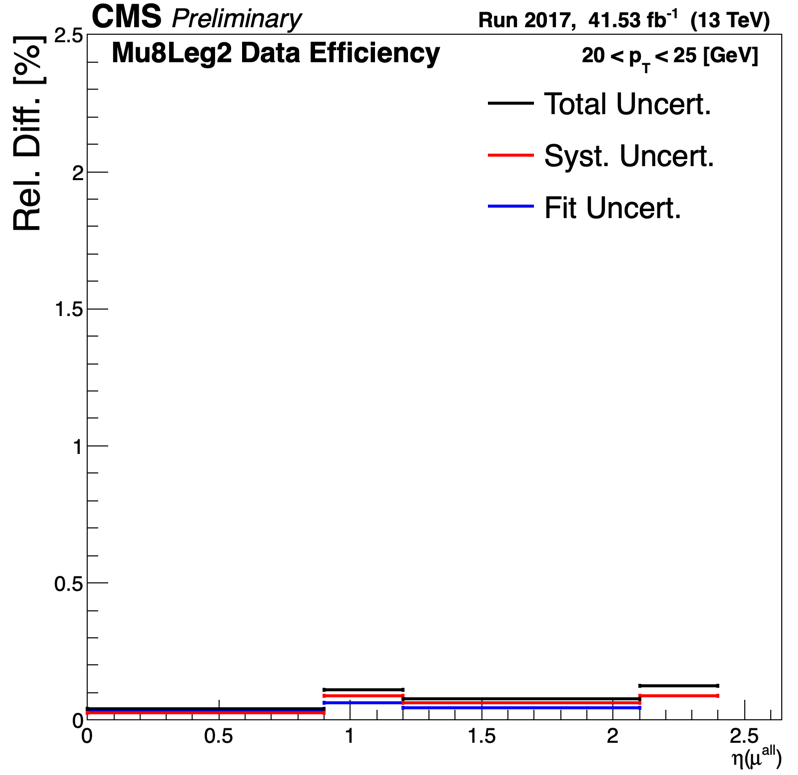 CMS Preliminary
Run 2017, 41.53 fb⁻¹ (13 TeV)
Mu8Leg2 Data Efficiency
20 < p_T < 25 [GeV]
Total Uncert.
Syst. Uncert.
Fit Uncert.
Rel. Diff. [%]
2.5
2
1.5
1
0.5
0
0 0.5 1 1.5 2 2.5
η(μ^all)